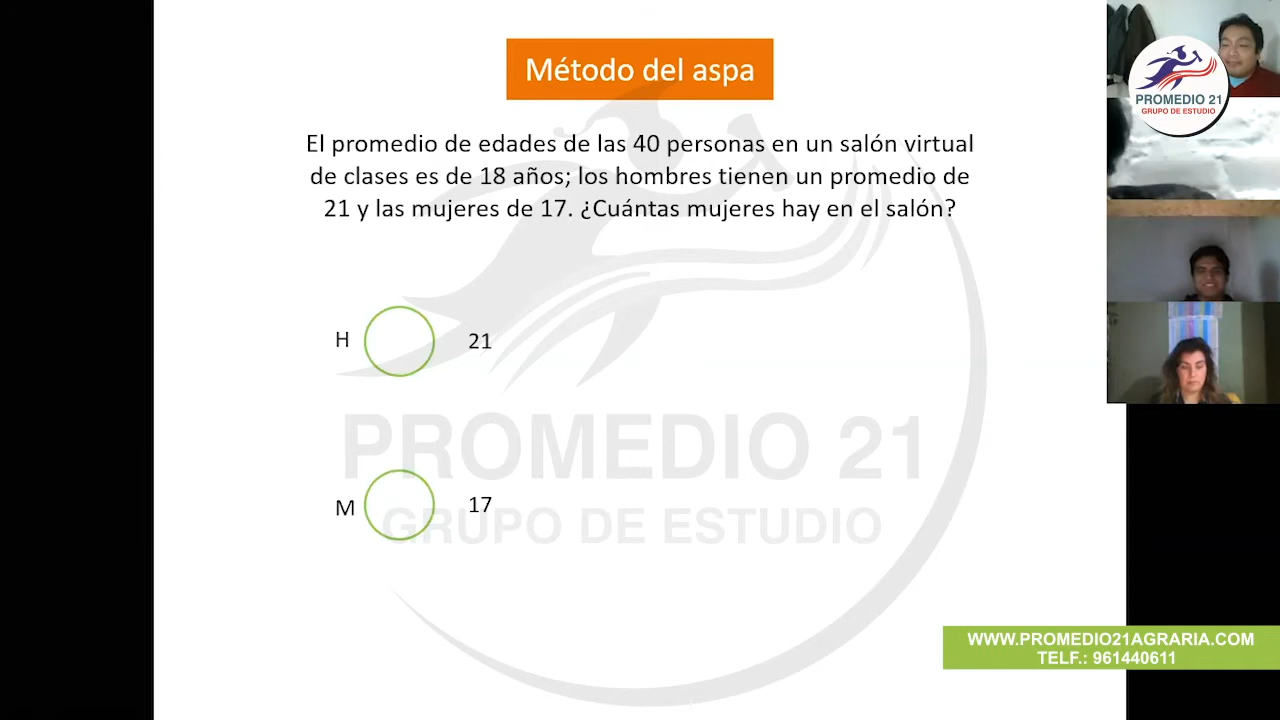 Método del aspa
PROMEDIO 21
GRUPO DE ESTUDIO
El promedio de edades de las 40 personas en un salón virtual
de clases es de 18 años; los hombres tienen un promedio de
21 y las mujeres de 17. ¿Cuántas mujeres hay en el salón?
H 21
PROMEDIO 21
M 17
GRUPO DE ESTUDIO
WWW.PROMEDIO21AGRARIA.COM
TELF.: 961440611